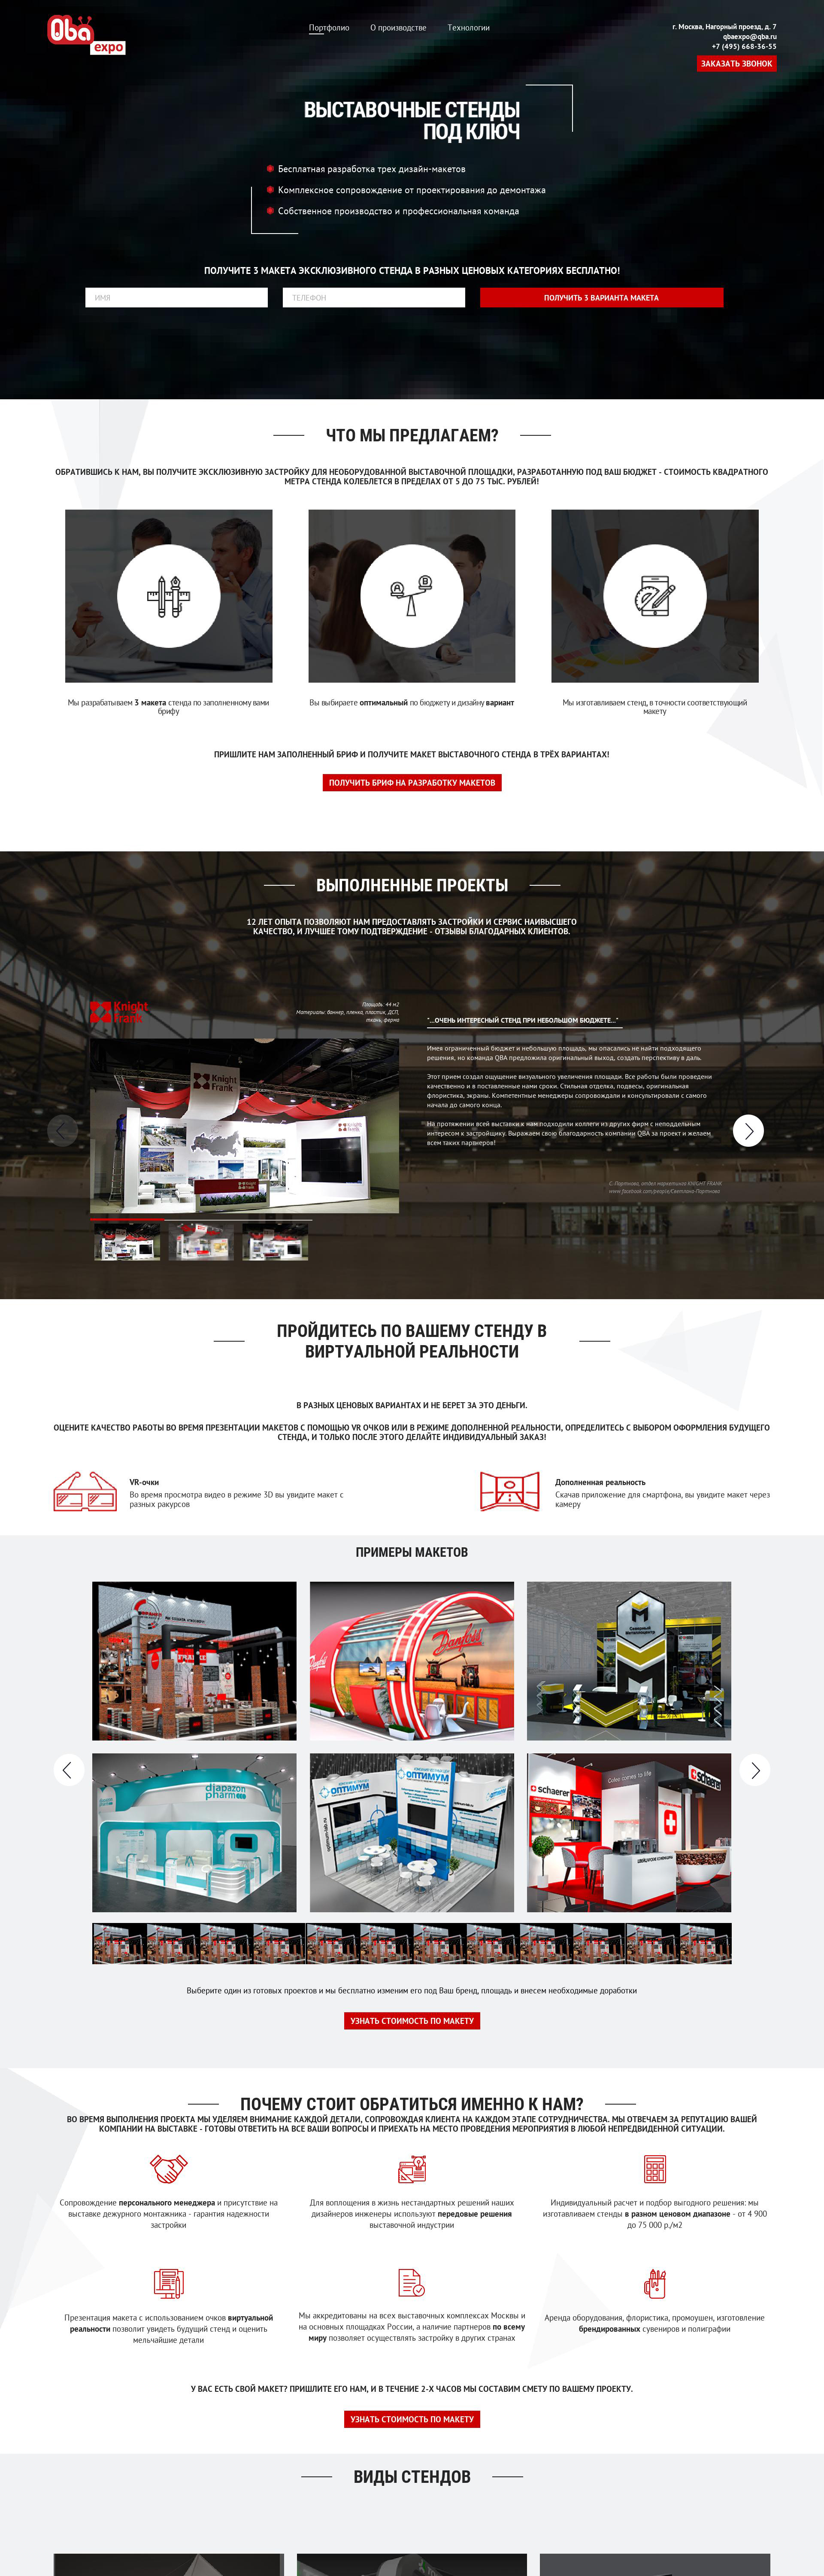 Qba
expo
Портфолио
О производстве
Технологии
г. Москва, Нагорный проезд, д. 7
qbaexpo@qba.ru
+7 (495) 668-36-55
ЗАКАЗАТЬ ЗВОНОК
ВЫСТАВОЧНЫЕ СТЕНДЫ
ПОД КЛЮЧ
Бесплатная разработка трех дизайн-макетов
Комплексное сопровождение от проектирования до демонтажа
Собственное производство и профессиональная команда
ПОЛУЧИТЕ 3 МАКЕТА ЭКСКЛЮЗИВНОГО СТЕНДА В РАЗНЫХ ЦЕНОВЫХ КАТЕГОРИЯХ БЕСПЛАТНО!
ИМЯ
ТЕЛЕФОН
ПОЛУЧИТЬ 3 ВАРИАНТА МАКЕТА
ЧТО МЫ ПРЕДЛАГАЕМ?
ОБРАТИВШИСЬ К НАМ, ВЫ ПОЛУЧИТЕ ЭКСКЛЮЗИВНУЮ ЗАСТРОЙКУ ДЛЯ НЕОБОРУДОВАННОЙ ВЫСТАВОЧНОЙ ПЛОЩАДКИ, РАЗРАБОТАННУЮ ПОД ВАШ БЮДЖЕТ - СТОИМОСТЬ КВАДРАТНОГО
МЕТРА СТЕНДА КОЛЕБЛЕТСЯ В ПРЕДЕЛАХ ОТ 5 ДО 75 ТЫС. РУБЛЕЙ!
A
B
Мы разрабатываем 3 макета стенда по заполненному вами
брифу
Вы выбираете оптимальный по бюджету и дизайну вариант
Мы изготавливаем стенд, в точности соответствующий
макету
ПРИШЛИТЕ НАМ ЗАПОЛНЕННЫЙ БРИФ И ПОЛУЧИТЕ МАКЕТ ВЫСТАВОЧНОГО СТЕНДА В ТРЁХ ВАРИАНТАХ!
ПОЛУЧИТЬ БРИФ НА РАЗРАБОТКУ МАКЕТОВ
ВЫПОЛНЕННЫЕ ПРОЕКТЫ
12 ЛЕТ ОПЫТА ПОЗВОЛЯЮТ НАМ ПРЕДОСТАВЛЯТЬ ЗАСТРОЙКИ И СЕРВИС НАИВЫСШЕГО
КАЧЕСТВО, И ЛУЧШЕЕ ТОМУ ПОДТВЕРЖДЕНИЕ - ОТЗЫВЫ БЛАГОДАРНЫХ КЛИЕНТОВ.
Knight
Frank
Площадь: 44 м2
Материалы: баннер, пленка, пластик, ДСП,
ткань, ферма
Knight
Frank
"...ОЧЕНЬ ИНТЕРЕСНЫЙ СТЕНД ПРИ НЕБОЛЬШОМ БЮДЖЕТЕ..."
Имея ограниченный бюджет и небольшую площадь, мы опасались не найти подходящего
решения, но команда QBA предложила оригинальный выход, создать перспективу в даль.
Этот прием создал ощущение визуального увеличения площади. Все работы были проведени
качественно и в поставленные нами сроки. Стильная отделка, подвесы, оригинальная
флористика, экраны. Компетентные менеджеры сопровождали и консультировали с самого
начала до самого конца.
На протяжении всей выставки к нам подходили коллеги из других фирм с неподдельным
интересом к застройщику. Выражаем свою благодарность компании QBA за проект и желаем
всем таких парвнеров!
С. Портнова, отдел маркетинга KNIGHT FRANK
www.facebook.com/people/Светлана-Портнова
ПРОЙДИТЕСЬ ПО ВАШЕМУ СТЕНДУ В
ВИРТУАЛЬНОЙ РЕАЛЬНОСТИ
В РАЗНЫХ ЦЕНОВЫХ ВАРИАНТАХ И НЕ БЕРЕТ ЗА ЭТО ДЕНЬГИ.
ОЦЕНИТЕ КАЧЕСТВО РАБОТЫ ВО ВРЕМЯ ПРЕЗЕНТАЦИИ МАКЕТОВ С ПОМОЩЬЮ VR ОЧКОВ ИЛИ В РЕЖИМЕ ДОПОЛНЕННОЙ РЕАЛЬНОСТИ, ОПРЕДЕЛИТЕСЬ С ВЫБОРОМ ОФОРМЛЕНИЯ БУДУЩЕГО
СТЕНДА, И ТОЛЬКО ПОСЛЕ ЭТОГО ДЕЛАЙТЕ ИНДИВИДУАЛЬНЫЙ ЗАКАЗ!
VR-очки
Во время просмотра видео в режиме 3D вы увидите макет с
разных ракурсов
Дополненная реальность
Скачав приложение для смартфона, вы увидите макет через
камеру
ПРИМЕРЫ МАКЕТОВ
Danfoss
diapazon
pharm
ОПТИМУМ
ОПТИМУМ
schaerer
schaerer
Coffee comes to life
УЗНАТЬ СТОИМОСТЬ ПО МАКЕТУ
Выберите один из готовых проектов и мы бесплатно изменим его под Ваш бренд, площадь и внесем необходимые доработки
ПОЧЕМУ СТОИТ ОБРАТИТЬСЯ ИМЕННО К НАМ?
ВО ВРЕМЯ ВЫПОЛНЕНИЯ ПРОЕКТА МЫ УДЕЛЯЕМ ВНИМАНИЕ КАЖДОЙ ДЕТАЛИ, СОПРОВОЖДАЯ КЛИЕНТА НА КАЖДОМ ЭТАПЕ СОТРУДНИЧЕСТВА. МЫ ОТВЕЧАЕМ ЗА РЕПУТАЦИЮ ВАШЕЙ
КОМПАНИИ НА ВЫСТАВКЕ - ГОТОВЫ ОТВЕТИТЬ НА ВСЕ ВАШИ ВОПРОСЫ И ПРИЕХАТЬ НА МЕСТО ПРОВЕДЕНИЯ МЕРОПРИЯТИЯ В ЛЮБОЙ НЕПРЕДВИДЕННОЙ СИТУАЦИИ.
Сопровождение персонального менеджера и присутствие на
выставке дежурного монтажника - гарантия надежности
застройки
Для воплощения в жизнь нестандартных решений наших
дизайнеров инженеры используют передовые решения
выставочной индустрии
Индивидуальный расчет и подбор выгодного решения: мы
изготавливаем стенды в разном ценовом диапазоне - от 4 900
до 75 000 р./м2
Презентация макета с использованием очков виртуальной
реальности позволит увидеть будущий стенд и оценить
мельчайшие детали
Мы аккредитованы на всех выставочных комплексах Москвы и
на основных площадках России, а наличие партнеров по всему
миру позволяет осуществлять застройку в других странах
Аренда оборудования, флористика, промоушен, изготовление
брендированных сувениров и полиграфии
У ВАС ЕСТЬ СВОЙ МАКЕТ? ПРИШЛИТЕ ЕГО НАМ, И В ТЕЧЕНИЕ 2-Х ЧАСОВ МЫ СОСТАВИМ СМЕТУ ПО ВАШЕМУ ПРОЕКТУ.
УЗНАТЬ СТОИМОСТЬ ПО МАКЕТУ
ВИДЫ СТЕНДОВ